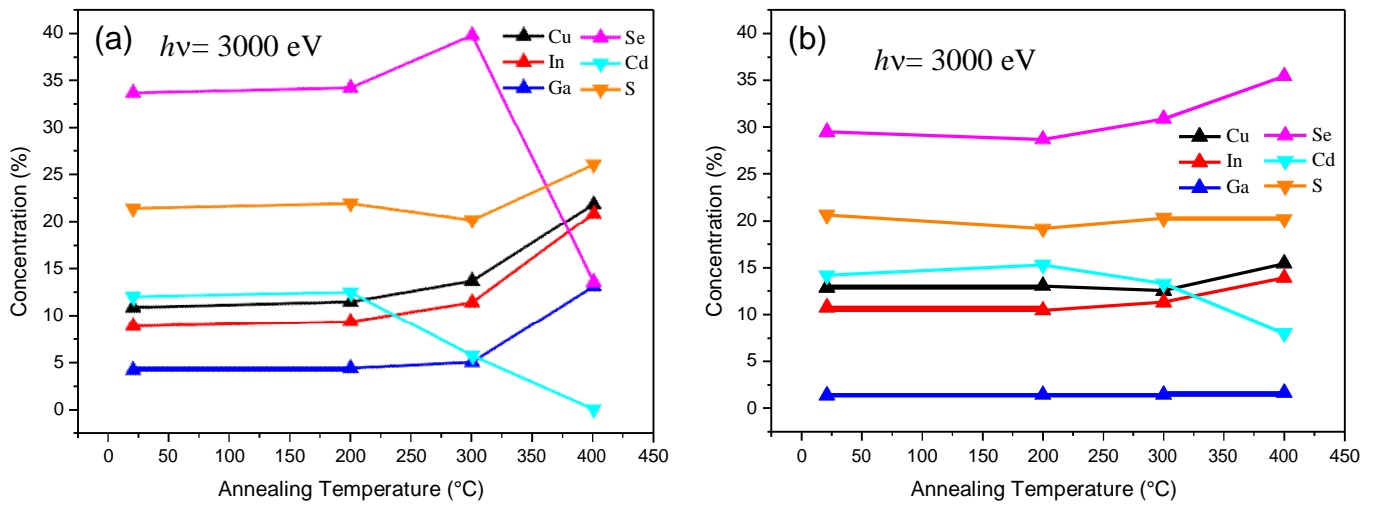 (a)
hν= 3000 eV
Cu
In
Ga
Se
Cd
S
Concentration (%)
40
35
30
25
20
15
10
5
0
0 50 100 150 200 250 300 350 400 450
Annealing Temperature (°C)
(b)
hν= 3000 eV
Cu
In
Ga
Se
Cd
S
Concentration (%)
40
35
30
25
20
15
10
5
0
0 50 100 150 200 250 300 350 400 450
Annealing Temperature (°C)